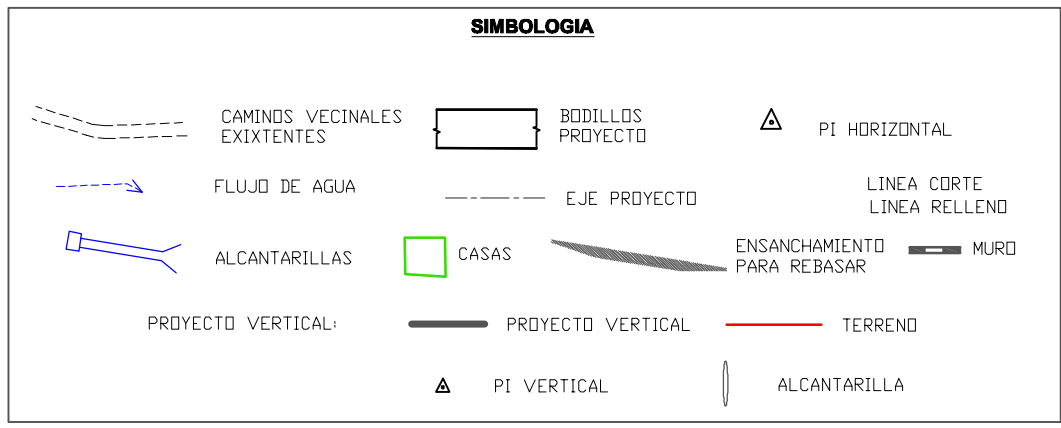 SIMBOLOGIA
CAMINOS VECINALES
EXIXTENTES
BODILLOS
PROYECTO
PI HORIZONTAL
FLUJO DE AGUA
EJE PROYECTO
LINEA CORTE
LINEA RELLENO
ALCANTARILLAS
CASAS
ENSANCHAMIENTO
PARA REBASAR
MURO
PROYECTO VERTICAL:
PROYECTO VERTICAL
TERRENO
PI VERTICAL
ALCANTARILLA